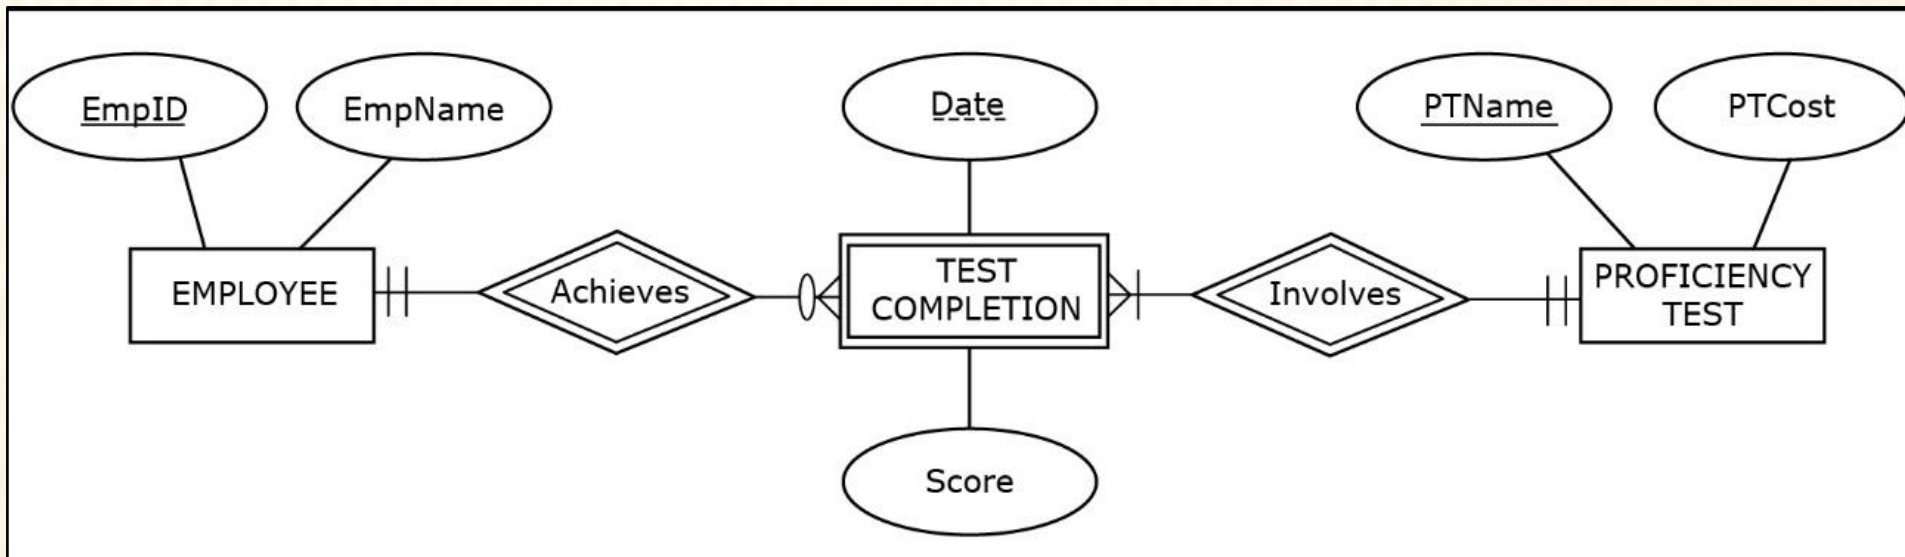 EmpID
EmpName
Date
PTName
PTCost
EMPLOYEE
Achieves
TEST
COMPLETION
Involves
PROFICIENCY
TEST
Score